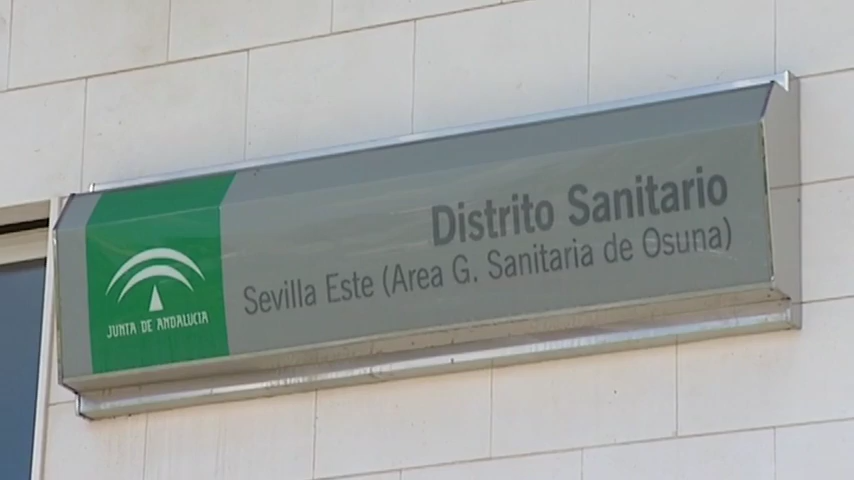 Distrito Sanitario
Sevilla Este (Area G. Sanitaria de Osuna)
JUNTA DE ANDALUCIA